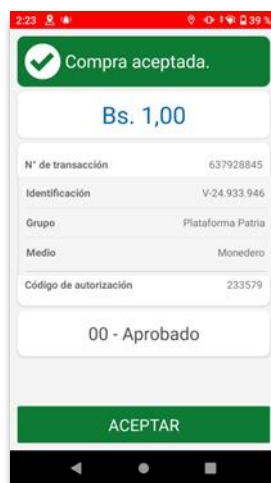 2:23
39 %
Compra aceptada.
Bs. 1,00
N° de transacción 637928845
Identificación V-24.933.946
Grupo Plataforma Patria
Medio Monedero
Código de autorización 233579
00 - Aprobado
ACEPTAR